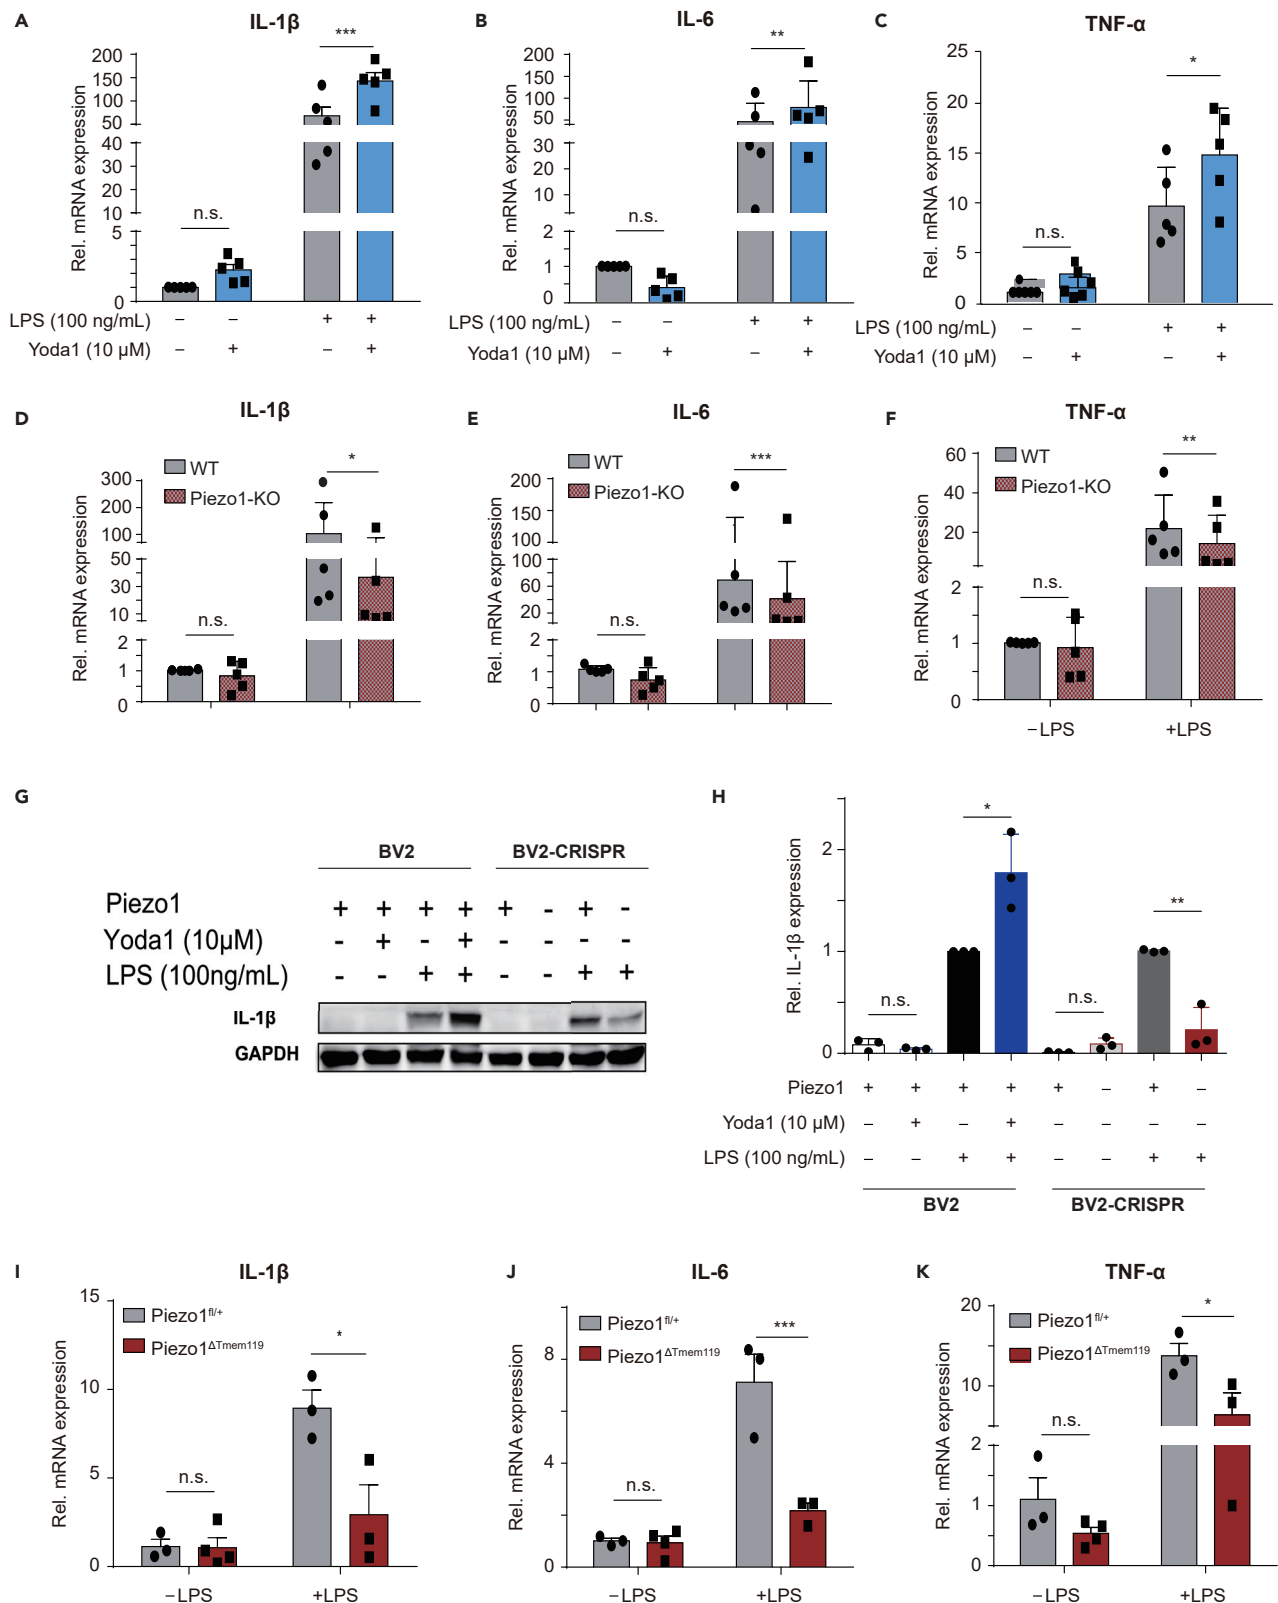 A IL-1β
Rel. mRNA expression
200
150
100
50
40
30
20
10
5
0
n.s.
***
LPS (100 ng/mL) – – + +
Yoda1 (10 µM) – + – +
B IL-6
Rel. mRNA expression
200
150
100
50
30
20
10
0
2
1
0
n.s.
**
LPS (100 ng/mL) – – + +
Yoda1 (10 µM) – + – +
C TNF-α
Rel. mRNA expression
25
20
15
10
5
0
n.s.
*
LPS (100 ng/mL) – – + +
Yoda1 (10 µM) – + – +
D IL-1β
WT
Piezo1-KO
Rel. mRNA expression
300
200
100
50
30
10
2
1
0
n.s.
*
E IL-6
WT
Piezo1-KO
Rel. mRNA expression
200
150
100
100
60
20
2
1
0
n.s.
***
F TNF-α
WT
Piezo1-KO
Rel. mRNA expression
60
40
20
2
1
0
n.s.
**
–LPS +LPS
G
BV2 BV2-CRISPR
Piezo1 + + + + + - + -
Yoda1 (10µM) - + - + - - - -
LPS (100ng/mL) - - + + - - + +
IL-1β
GAPDH
H
Rel. IL-1β expression
2
1
0
n.s.
*
n.s.
**
Piezo1 + + + + + – + –
Yoda1 (10 µM) – + – + – – – –
LPS (100 ng/mL) – – + + – – + +
BV2 BV2-CRISPR
I IL-1β
Piezo1fl/+
Piezo1ΔTmem119
Rel. mRNA expression
15
10
5
0
n.s.
*
–LPS +LPS
J IL-6
Piezo1fl/+
Piezo1ΔTmem119
Rel. mRNA expression
8
4
0
n.s.
***
–LPS +LPS
K TNF-α
Piezo1fl/+
Piezo1ΔTmem119
Rel. mRNA expression
20
10
2
1
0
n.s.
*
–LPS +LPS